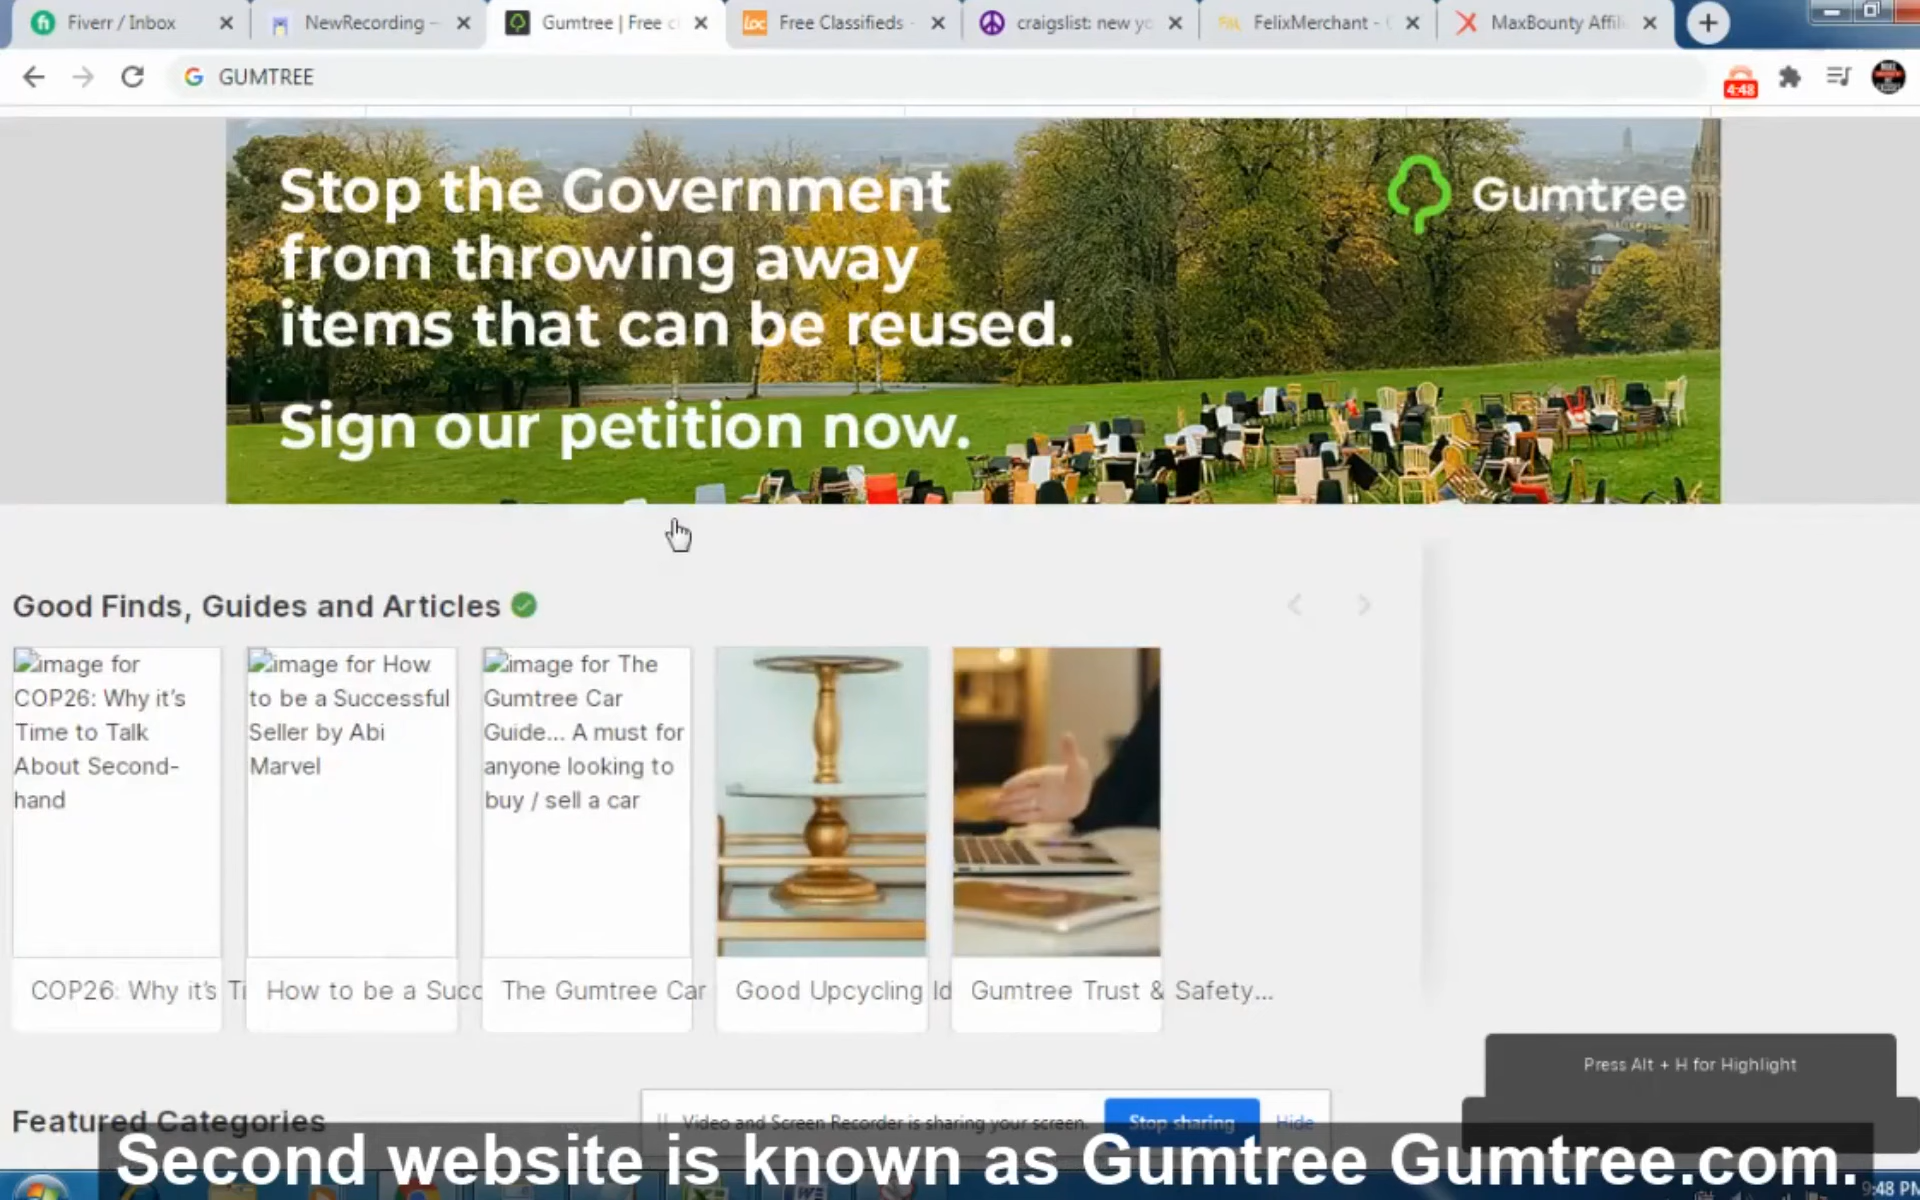 Fiverr / Inbox
NewRecording –
Gumtree | Free c
loc
Free Classifieds -
craigslist: new yo
FelixMerchant -
MaxBounty Affil
GUMTREE
4:48
Stop the Government
from throwing away
items that can be reused.
Sign our petition now.
Gumtree
Good Finds, Guides and Articles
image for
COP26: Why it's
Time to Talk
About Second-
hand
image for How
to be a Successful
Seller by Abi
Marvel
image for The
Gumtree Car
Guide... A must for
anyone looking to
buy / sell a car
COP26: Why it's Ti
How to be a Succ
The Gumtree Car
Good Upcycling Id
Gumtree Trust & Safety...
Press Alt + H for Highlight
Featured Categories
Video and Screen Recorder is sharing your screen.
Stop sharing
Hide
Second website is known as Gumtree Gumtree.com.
9:48 PM